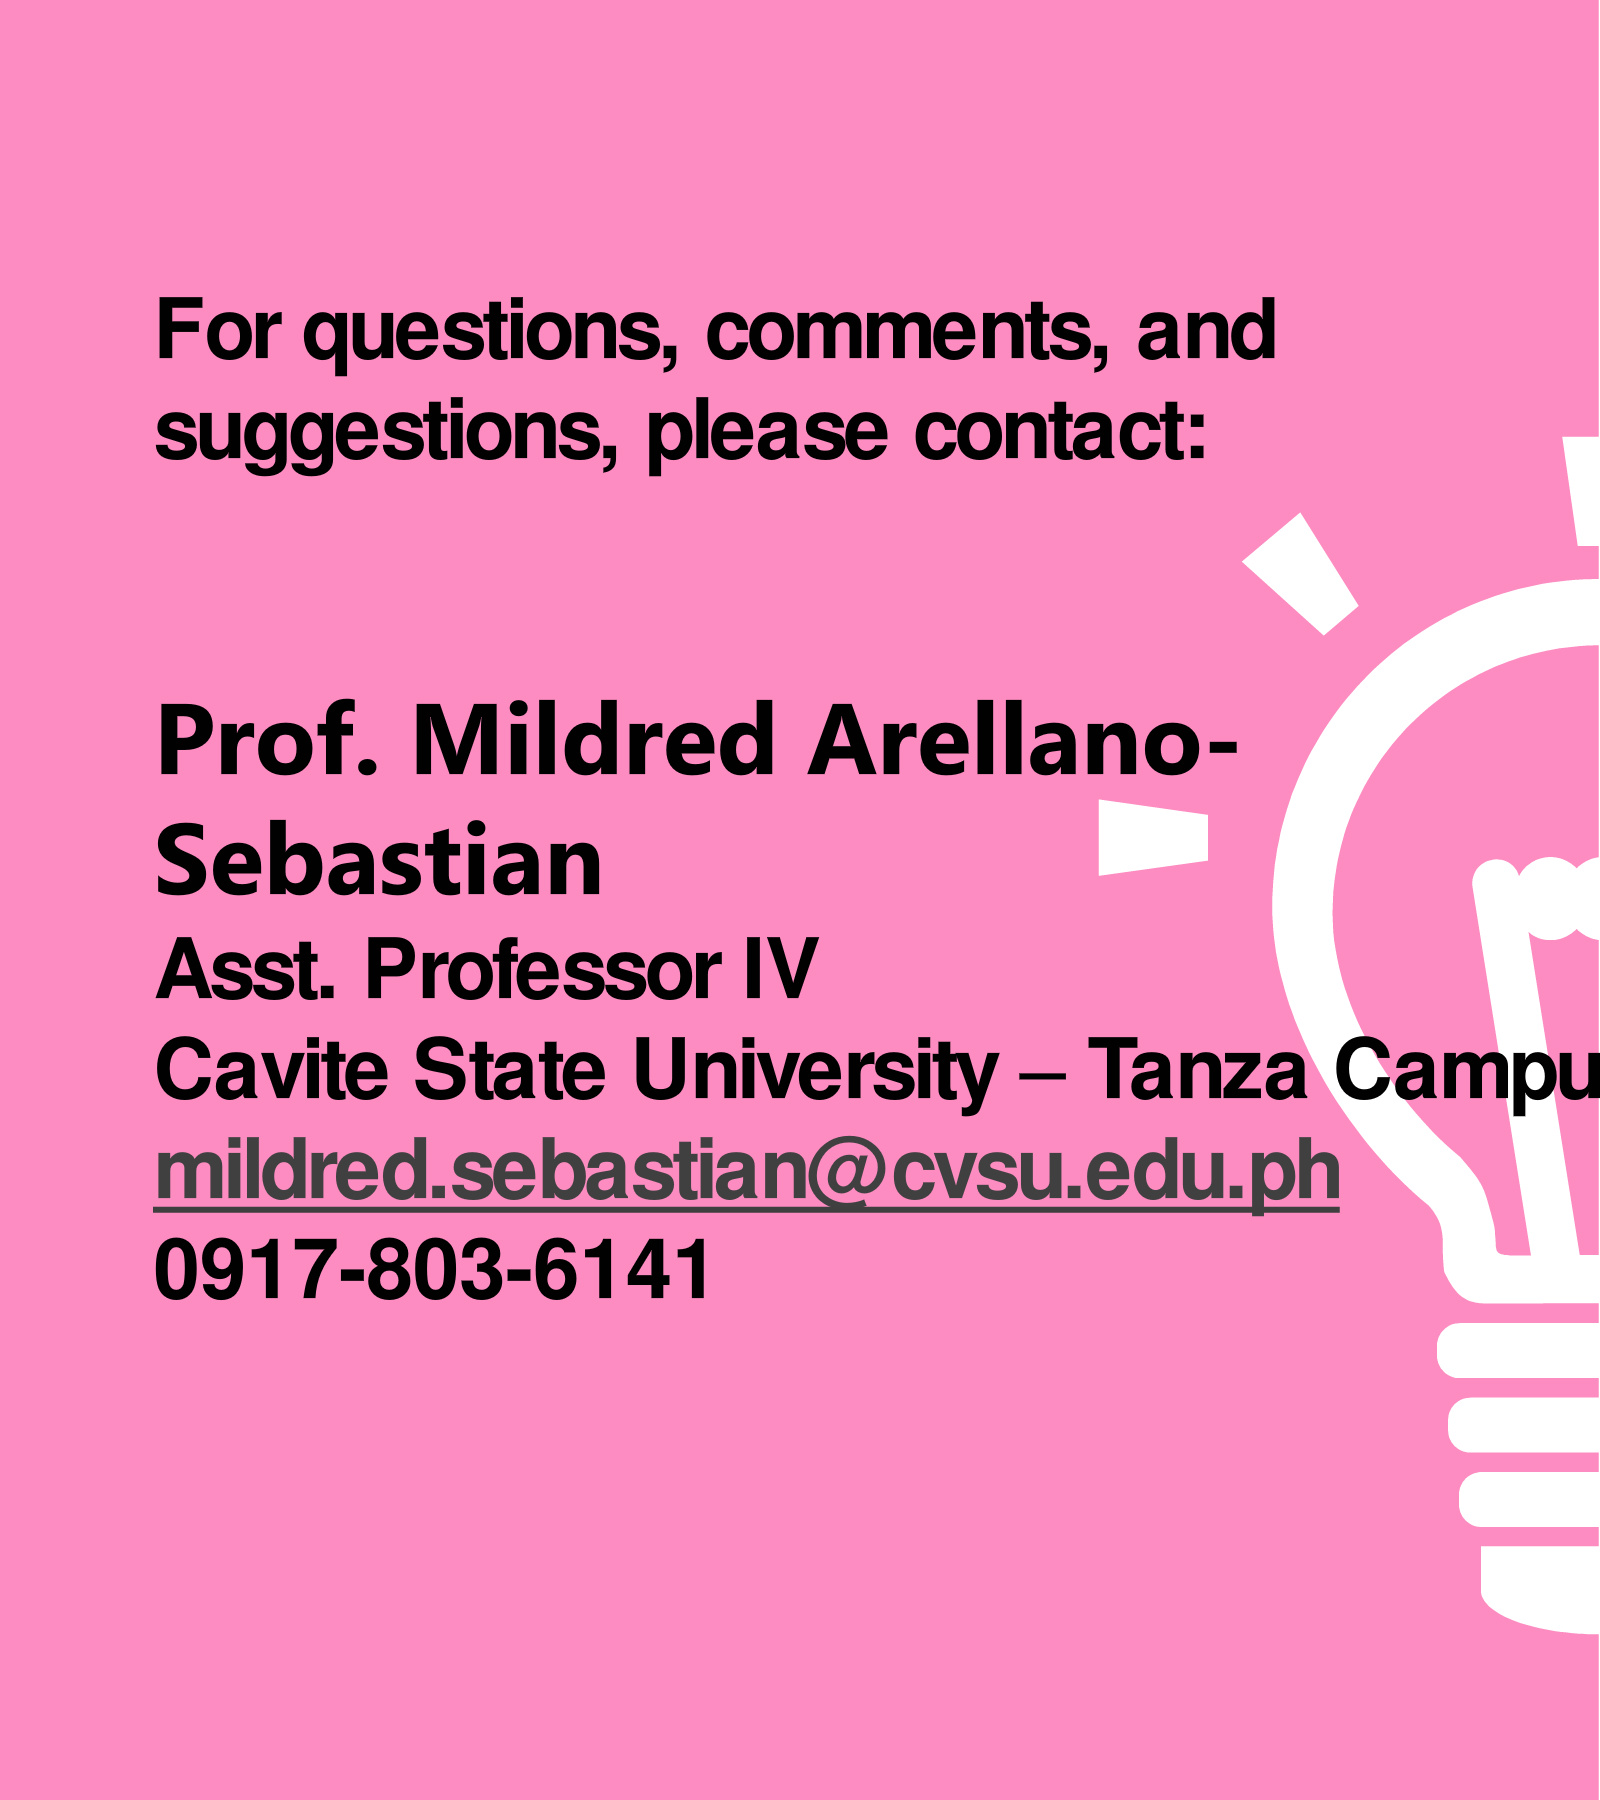 For questions, comments, and
suggestions, please contact:
Prof. Mildred Arellano-
Sebastian
Asst. Professor IV
Cavite State University – Tanza Campu
mildred.sebastian@cvsu.edu.ph
0917-803-6141